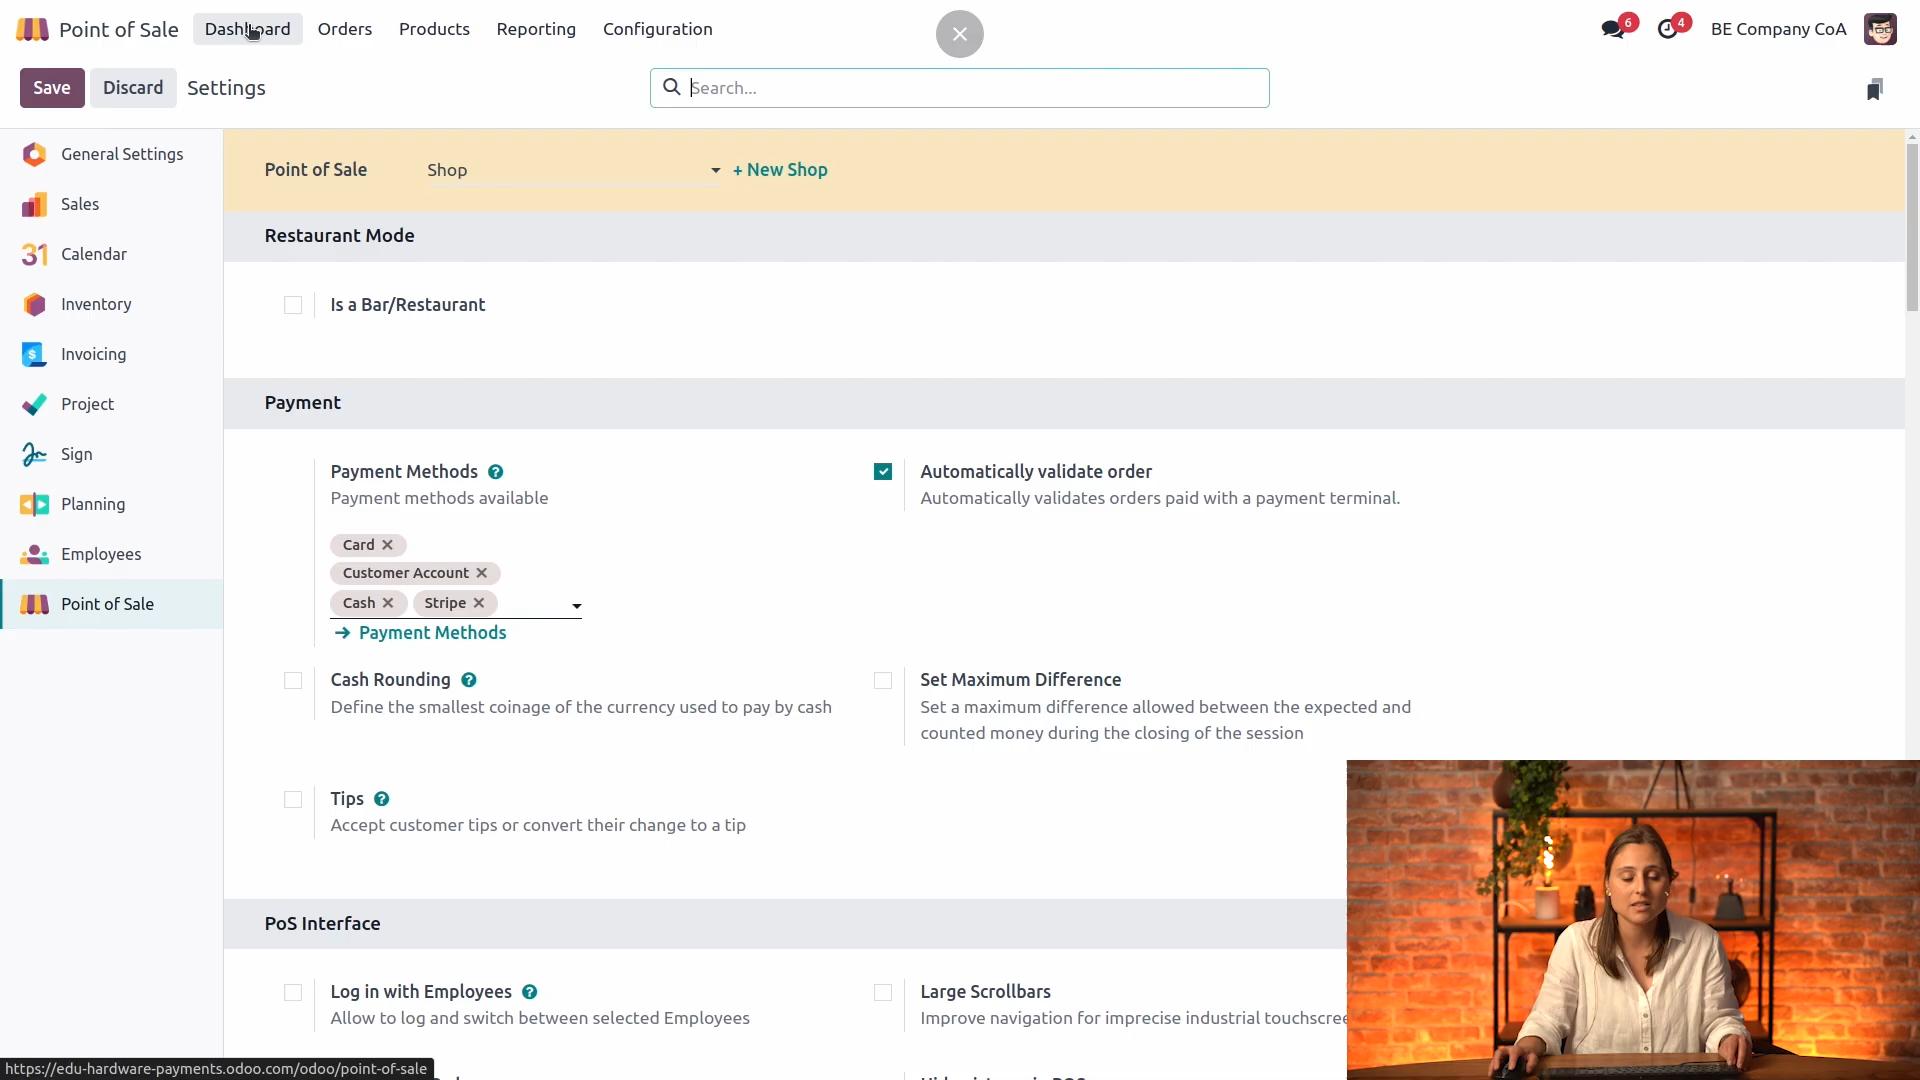 Point of Sale Dashboard Orders Products Reporting Configuration 6 4 BE Company CoA
Save Discard Settings Search...
General Settings
Sales
31 Calendar
Inventory
$ Invoicing
Project
Sign
Planning
Employees
Point of Sale
Point of Sale Shop + New Shop
Restaurant Mode
Is a Bar/Restaurant
Payment
Payment Methods ?
Payment methods available
Card ✕
Customer Account ✕
Cash ✕ Stripe ✕
→ Payment Methods
Automatically validate order
Automatically validates orders paid with a payment terminal.
Cash Rounding ?
Define the smallest coinage of the currency used to pay by cash
Set Maximum Difference
Set a maximum difference allowed between the expected and
counted money during the closing of the session
Tips ?
Accept customer tips or convert their change to a tip
PoS Interface
Log in with Employees ?
Allow to log and switch between selected Employees
Large Scrollbars
Improve navigation for imprecise industrial touchscree
https://edu-hardware-payments.odoo.com/odoo/point-of-sale